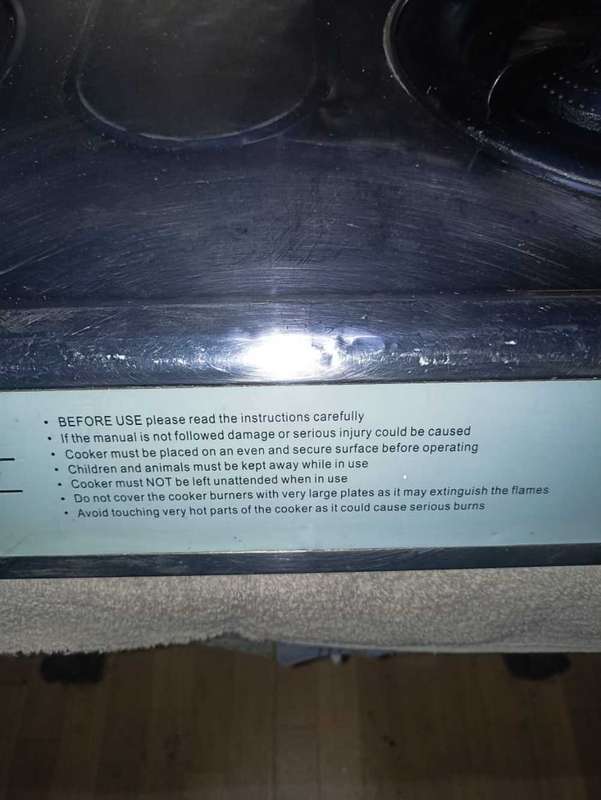 • BEFORE USE please read the instructions carefully
• If the manual is not followed damage or serious injury could be caused
• Cooker must be placed on an even and secure surface before operating
• Children and animals must be kept away while in use
• Cooker must NOT be left unattended when in use
• Do not cover the cooker burners with very large plates as it may extinguish the flames
• Avoid touching very hot parts of the cooker as it could cause serious burns